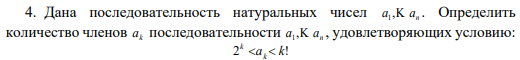 4. Дана последовательность натуральных чисел a₁,K aₙ. Определить
количество членов aₖ последовательности a₁,K aₙ, удовлетворяющих условию:
2ᵏ <aₖ< k!